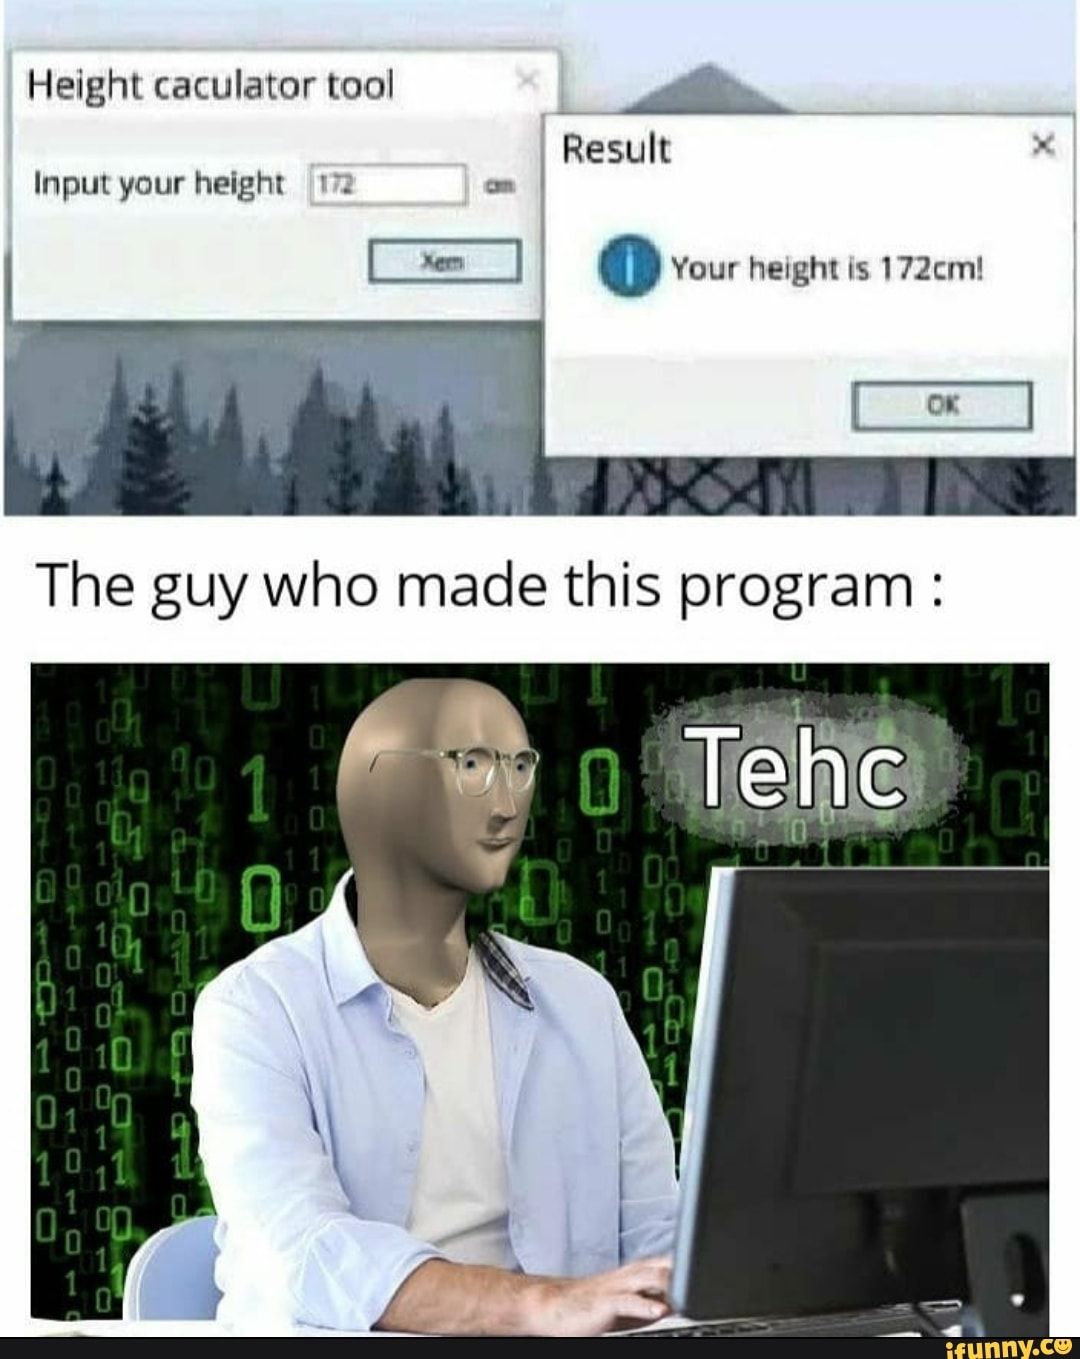 Height caculator tool
Input your height 172 cm
Xem
Result
Your height is 172cm!
OK
The guy who made this program :
Tehc
ifunny.co